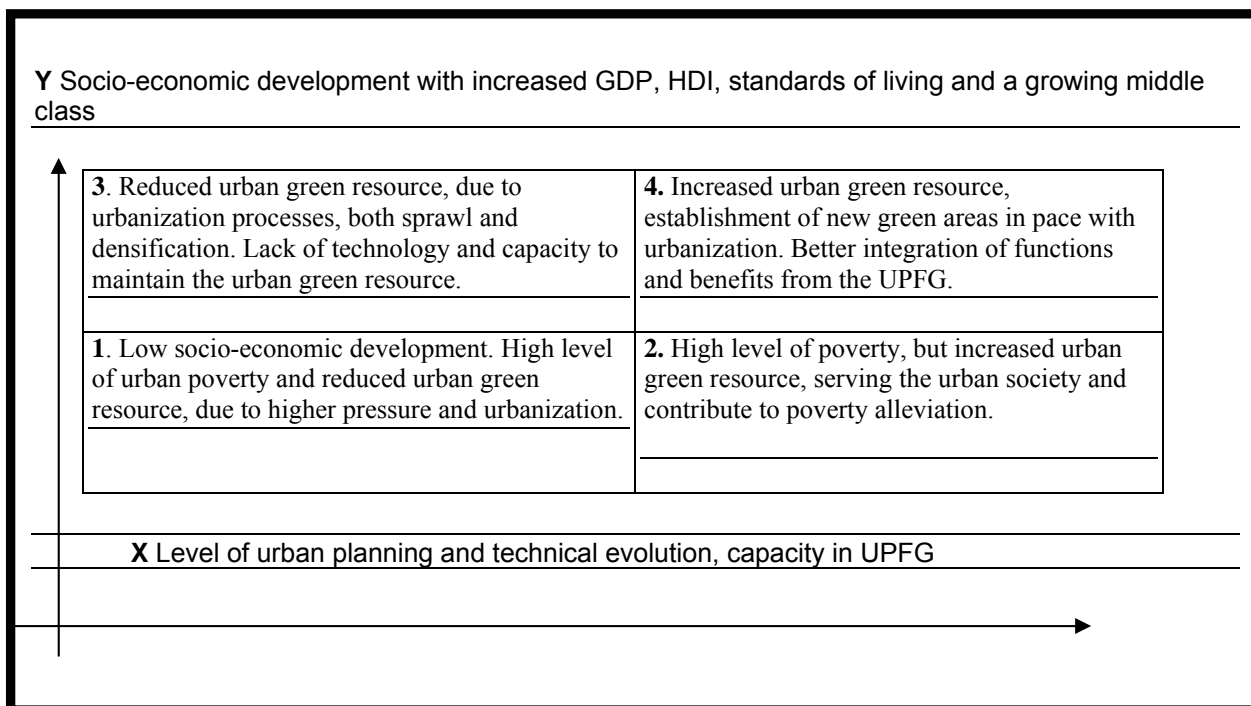 Y Socio-economic development with increased GDP, HDI, standards of living and a growing middle
class
3. Reduced urban green resource, due to
urbanization processes, both sprawl and
densification. Lack of technology and capacity to
maintain the urban green resource.
4. Increased urban green resource,
establishment of new green areas in pace with
urbanization. Better integration of functions
and benefits from the UPFG.
1. Low socio-economic development. High level
of urban poverty and reduced urban green
resource, due to higher pressure and urbanization.
2. High level of poverty, but increased urban
green resource, serving the urban society and
contribute to poverty alleviation.
X Level of urban planning and technical evolution, capacity in UPFG